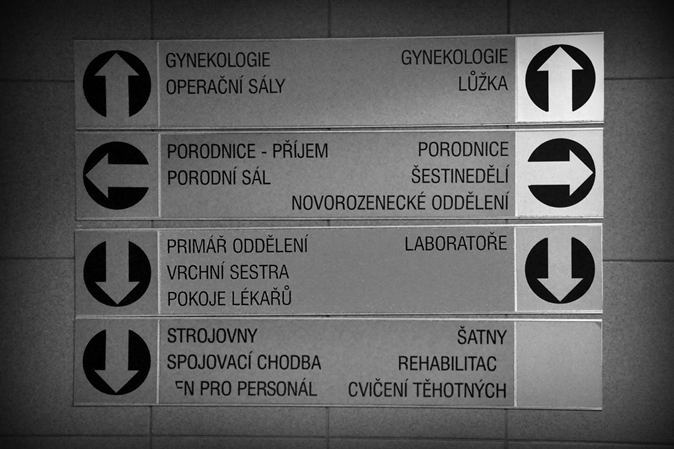 GYNEKOLOGIE
OPERAČNÍ SÁLY
GYNEKOLOGIE
LŮŽKA
PORODNICE - PŘÍJEM
PORODNÍ SÁL
PORODNICE
ŠESTINEDĚLÍ
NOVOROZENECKÉ ODDĚLENÍ
PRIMÁŘ ODDĚLENÍ
VRCHNÍ SESTRA
POKOJE LÉKAŘŮ
LABORATOŘE
STROJOVNY
SPOJOVACÍ CHODBA
PRO PERSONÁL
ŠATNY
REHABILITAC
CVIČENÍ TĚHOTNÝCH